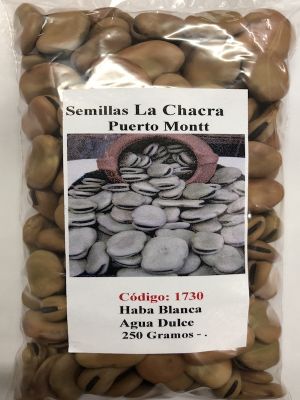 Semillas La Chacra
Puerto Montt
Código: 1730
Haba Blanca
Agua Dulce
250 Gramos - .